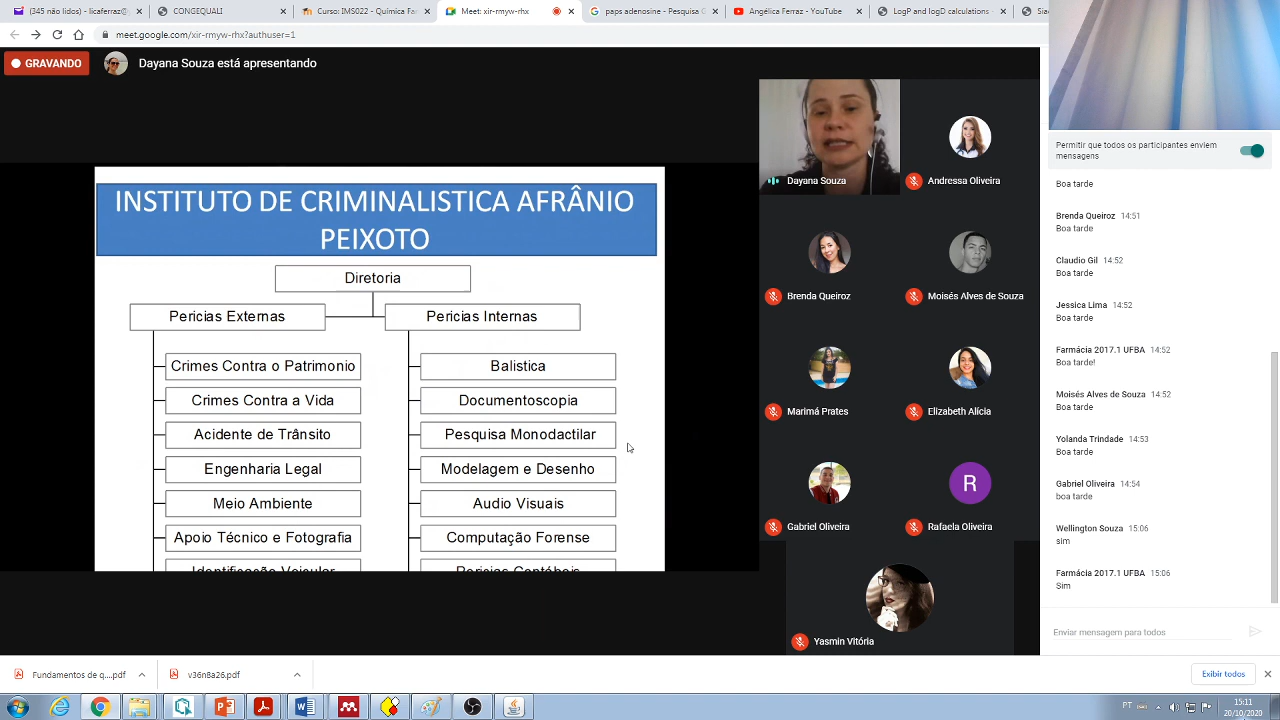 (345 não lidos) - licaferraz@
CONGEQUALI
Curso: IMS022 - Química Far
Meet: xir-rmyw-rhx
paps adenosine - Pesquisa G
Angélica Ferraz - YouTube
LogP and logD calculations
Siac
meet.google.com/xir-rmyw-rhx?authuser=1
GRAVANDO
Dayana Souza está apresentando
INSTITUTO DE CRIMINALISTICA AFRÂNIO
PEIXOTO
Diretoria
Pericias Externas
Pericias Internas
Crimes Contra o Patrimonio
Balistica
Crimes Contra a Vida
Documentoscopia
Acidente de Trânsito
Pesquisa Monodactilar
Engenharia Legal
Modelagem e Desenho
Meio Ambiente
Audio Visuais
Apoio Técnico e Fotografia
Computação Forense
Identificação Veicular
Pericias Contábeis
Dayana Souza
Andressa Oliveira
Brenda Queiroz
Moisés Alves de Souza
Marimá Prates
Elizabeth Alícia
Gabriel Oliveira
R
Rafaela Oliveira
Yasmin Vitória
Permitir que todos os participantes enviem
mensagens
Boa tarde
Brenda Queiroz 14:51
Boa tarde
Claudio Gil 14:52
Boa tarde
Jessica Lima 14:52
Boa tarde
Farmácia 2017.1 UFBA 14:52
Boa tarde!
Moisés Alves de Souza 14:52
Boa tarde
Yolanda Trindade 14:53
Boa tarde
Gabriel Oliveira 14:54
boa tarde
Wellington Souza 15:06
sim
Farmácia 2017.1 UFBA 15:06
Sim
Enviar mensagem para todos
Fundamentos de q....pdf
v36n8a26.pdf
Exibir todos
PT
15:11
20/10/2020